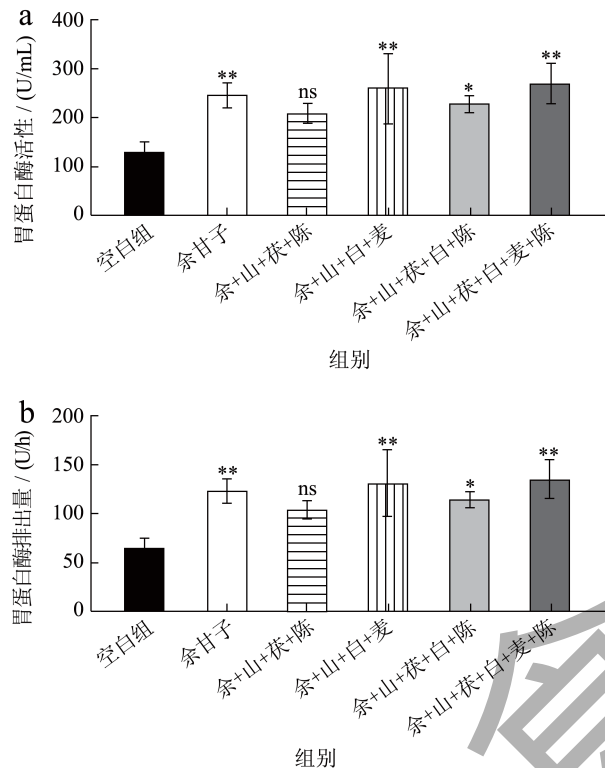 a
400
300
200
100
0
胃蛋白酶活性 / (U/mL)
**
ns
**
*
**
空白组
余甘子
余+山+茯+陈
余+山+白+麦
余+山+茯+白+陈
余+山+茯+白+麦+陈
组别
b
200
150
100
50
0
胃蛋白酶排出量 / (U/h)
**
ns
**
*
**
空白组
余甘子
余+山+茯+陈
余+山+白+麦
余+山+茯+白+陈
余+山+茯+白+麦+陈
组别